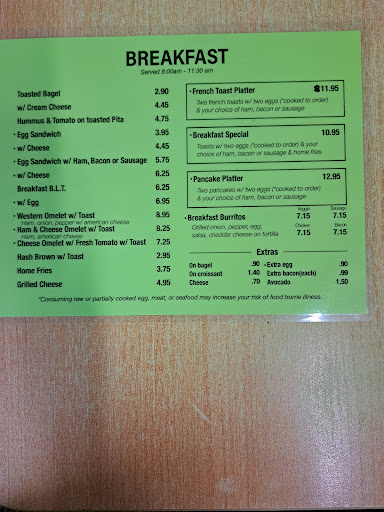 BREAKFAST
Served 8:00am - 11:30 am
Toasted Bagel 2.90
w/ Cream Cheese 4.45
Hummus & Tomato on toasted Pita 4.75
• Egg Sandwich 3.95
• w/ Cheese 4.45
• Egg Sandwich w/ Ham, Bacon or Sausage 5.75
• w/ Cheese 6.25
Breakfast B.L.T. 6.25
• w/ Egg 6.95
• Western Omelet w/ Toast 8.95
Ham, onion, pepper w/ american cheese
• Ham & Cheese Omelet w/ Toast 8.25
Ham, american cheese
• Cheese Omelet w/ Fresh Tomato w/ Toast 7.25
Hash Brown w/ Toast 2.95
Home Fries 3.75
Grilled Cheese 4.95
• French Toast Platter 11.95
Two french toasts w/ two eggs (*cooked to order)
& your choice of ham, bacon or sausage
• Breakfast Special 10.95
Toasts w/ two eggs (*cooked to order) & your
choice of ham, bacon or sausage & home fries
• Pancake Platter 12.95
Two pancakes w/ two eggs (*cooked to order)
& your choice of ham, bacon or sausage
Veggie Sausage
• Breakfast Burritos 7.15 7.15
Grilled onion, pepper, egg, Chicken Bacon
salsa, cheddar cheese on tortilla 7.15 7.15
Extras
On bagel .90 • Extra egg .90
On croissant 1.40 Extra bacon(each) .99
Cheese .70 Avocado 1.50
*Consuming raw or partially cooked egg, meat, or seafood may increase your risk of food borne illness.